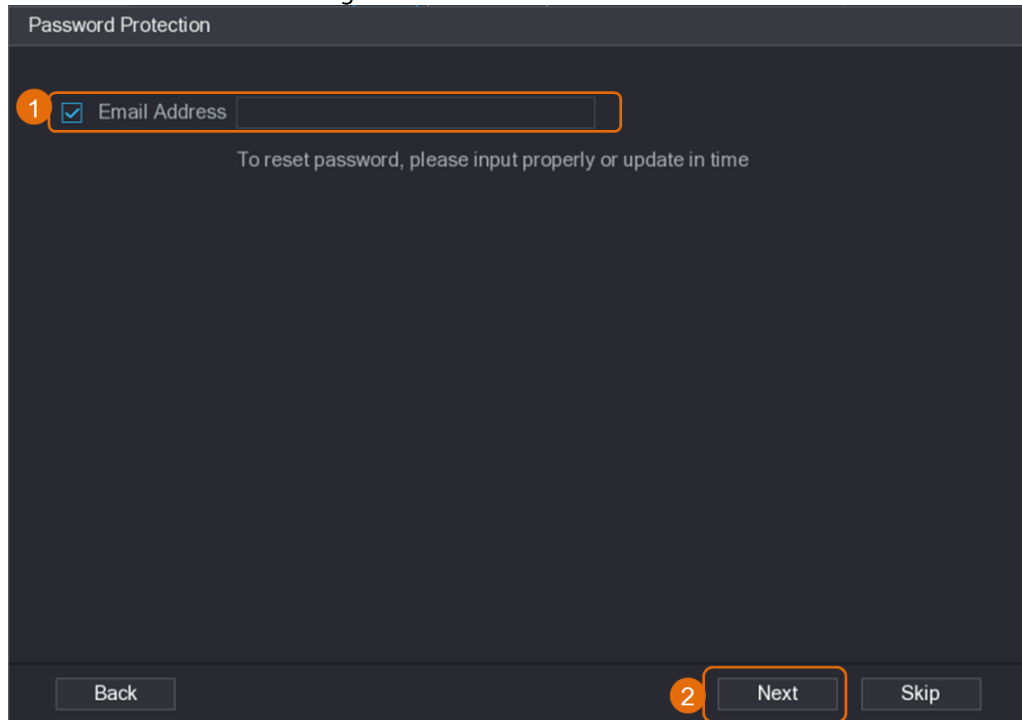 Password Protection
1 Email Address
To reset password, please input properly or update in time
Back 2 Next Skip